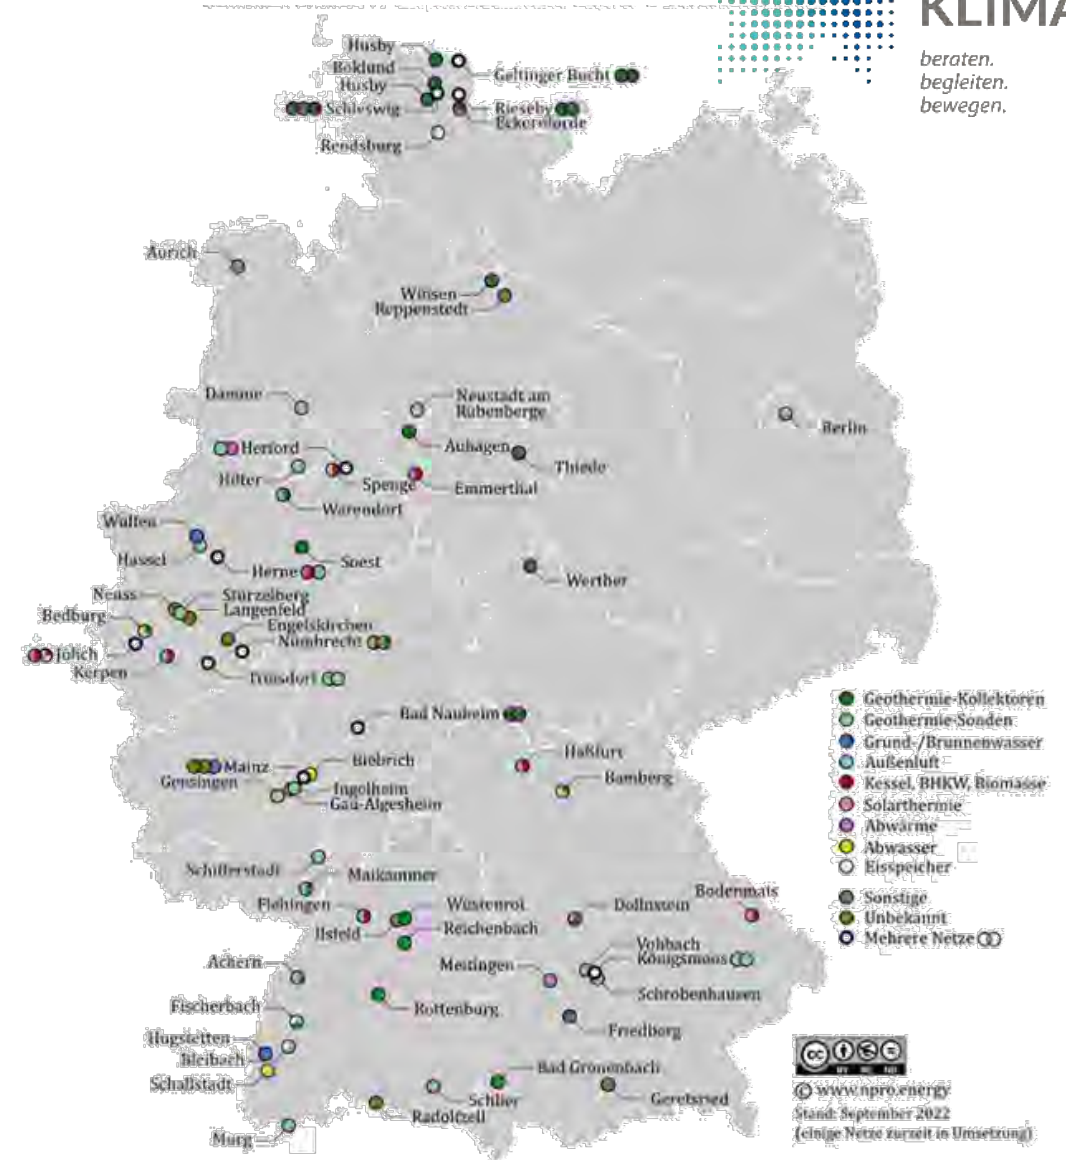 KLIMA
beraten.
begleiten.
bewegen.
Husby
Böklund
Husby
Geltinger Bucht
Schleswig
Rieseby
Eckernförde
Rendsburg
Aurich
Winsen
Reppenstedt
Damme
Neustadt am
Rübenberge
Berlin
Herford
Auhagen
Thiede
Hilter
Spenge
Emmerthal
Warendorf
Wulfen
Hassel
Soest
Herne
Werther
Neuss
Stürzelberg
Langenfeld
Bedburg
Engelskirchen
Nümbrecht
Jülich
Kerpen
Troisdorf
Bad Nauheim
Haßfurt
Biebrich
Mainz
Bamberg
Gensingen
Ingelheim
Gau-Algesheim
Geothermie-Kollektoren
Geothermie-Sonden
Grund-/Brunnenwasser
Außenluft
Kessel, BHKW, Biomasse
Solarthermie
Abwärme
Abwasser
Eisspeicher
Sonstige
Unbekannt
Mehrere Netze
Schifferstadt
Maikammer
Bodenmais
Flehingen
Wüstenrot
Dollnstein
Ilsfeld
Reichenbach
Vohbach
Königsmoos
Achern
Meitingen
Schrobenhausen
Fischerbach
Rottenburg
Friedberg
Hugstetten
Bleibach
Schallstadt
Bad Grönenbach
Schlier
Geretsried
Radolfzell
Murg
cc
BY NC ND
© www.npro.energy
Stand: September 2022
(einige Netze zurzeit in Umsetzung)